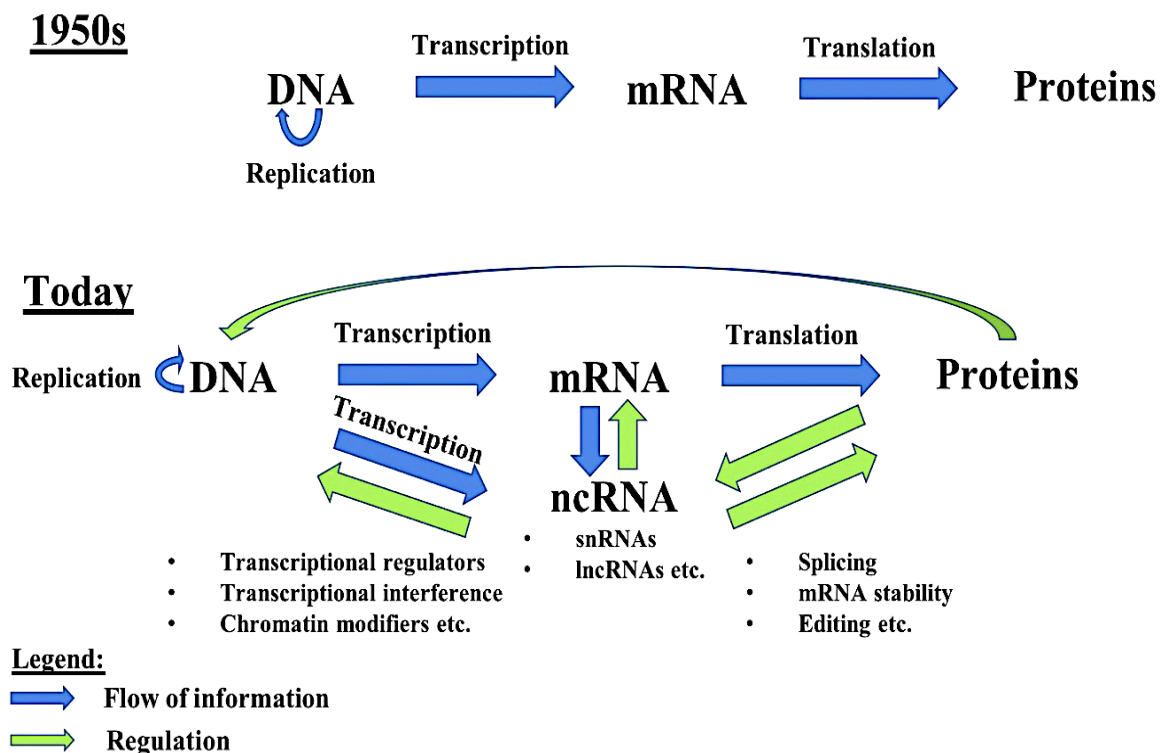 1950s
Transcription
Translation
DNA
mRNA
Proteins
Replication
Today
Transcription
Translation
Replication
DNA
mRNA
Proteins
Transcription
ncRNA
• snRNAs
• lncRNAs etc.
• Transcriptional regulators
• Transcriptional interference
• Chromatin modifiers etc.
• Splicing
• mRNA stability
• Editing etc.
Legend:
Flow of information
Regulation